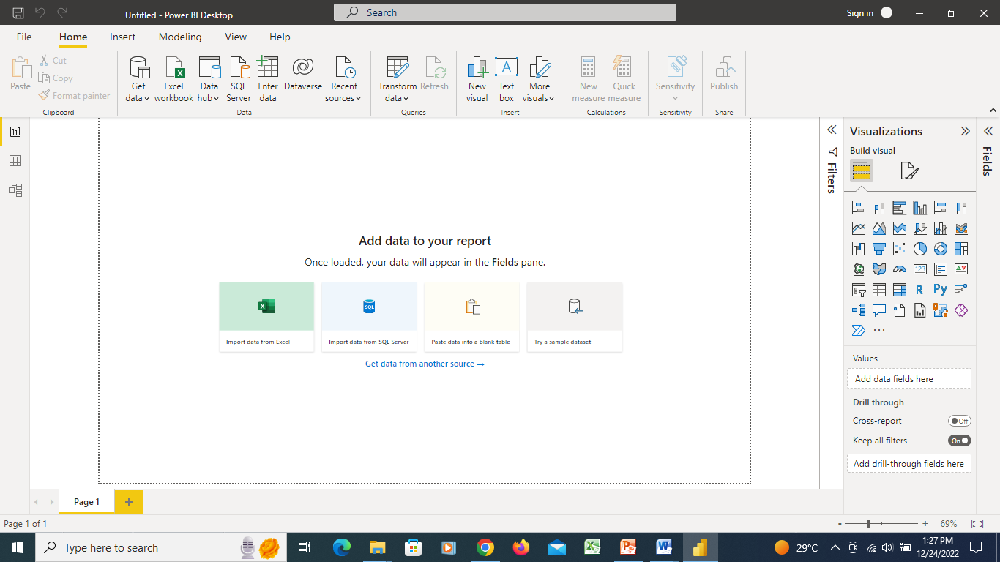 Untitled - Power BI Desktop
Search
Sign in
File Home Insert Modeling View Help
Paste
Cut
Copy
Format painter
Clipboard
Get data
Excel workbook
Data hub
SQL Server
Enter data
Dataverse
Recent sources
Data
Transform data
Refresh
Queries
New visual
Text box
More visuals
Insert
New measure
Quick measure
Calculations
Sensitivity
Sensitivity
Publish
Share
Add data to your report
Once loaded, your data will appear in the Fields pane.
SQL
Import data from Excel
Import data from SQL Server
Paste data into a blank table
Try a sample dataset
Get data from another source →
Filters
Visualizations
Build visual
123
R
Py
...
Values
Add data fields here
Drill through
Cross-report
Off
Keep all filters
On
Add drill-through fields here
Fields
Page 1
+
Page 1 of 1
- + 69%
Type here to search
29°C
1:27 PM
12/24/2022